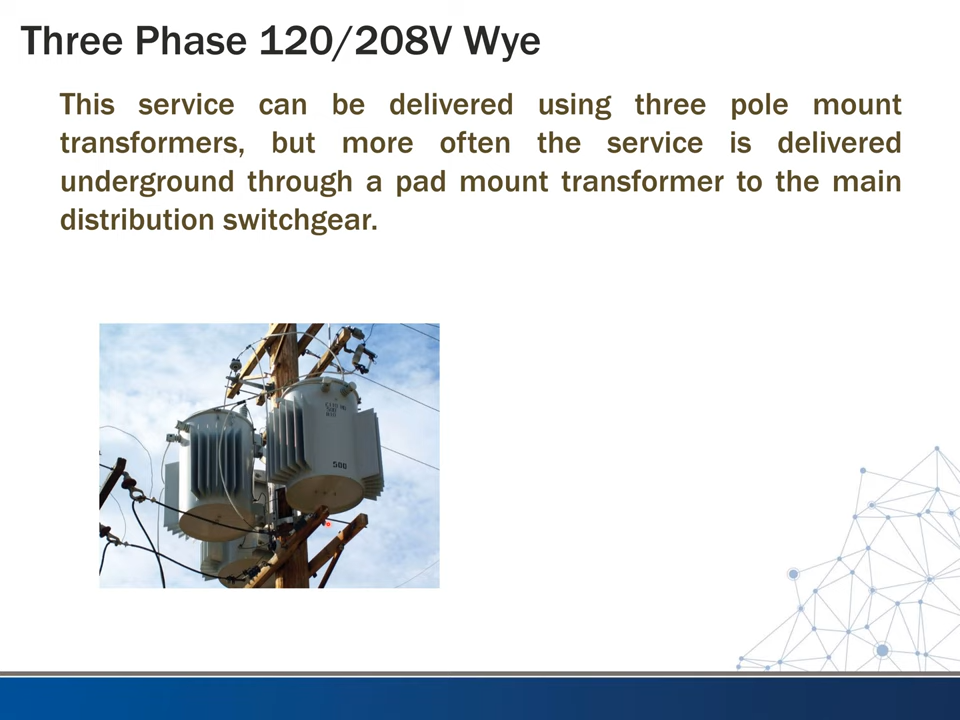 Three Phase 120/208V Wye
This service can be delivered using three pole mount
transformers, but more often the service is delivered
underground through a pad mount transformer to the main
distribution switchgear.
500